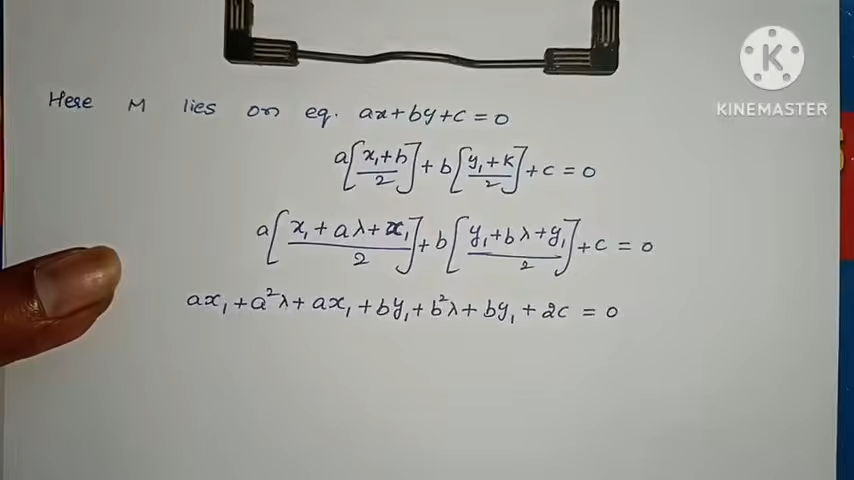 K
KINEMASTER
Here M lies on eq. ax+by+c = 0
a[x₁+h/2] + b[y₁+k/2] + c = 0
a[x₁+aλ+x₁/2] + b[y₁+bλ+y₁/2] + c = 0
ax₁+a²λ+ax₁+by₁+b²λ+by₁+2c = 0